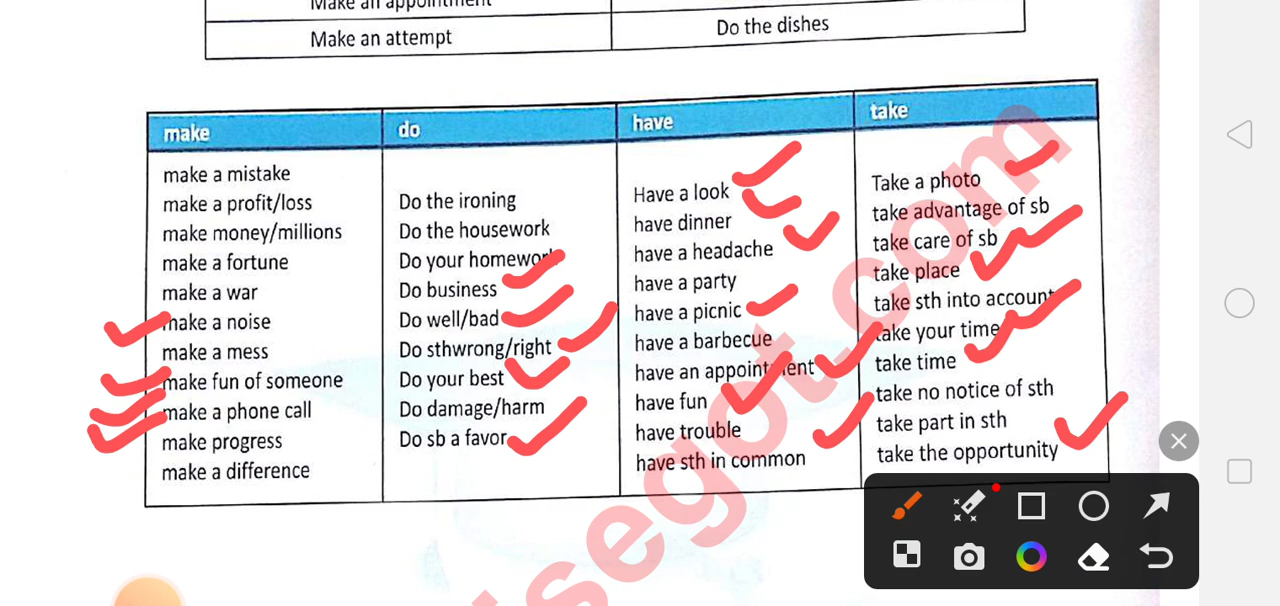 Make an appointment
Make an attempt
Do the dishes
make
do
have
take
make a mistake
make a profit/loss
make money/millions
make a fortune
make a war
make a noise
make a mess
make fun of someone
make a phone call
make progress
make a difference
Do the ironing
Do the housework
Do your homework
Do business
Do well/bad
Do sthwrong/right
Do your best
Do damage/harm
Do sb a favor
Have a look
have dinner
have a headache
have a party
have a picnic
have a barbecue
have an appointment
have fun
have trouble
have sth in common
Take a photo
take advantage of sb
take care of sb
take place
take sth into account
take your time
take time
take no notice of sth
take part in sth
take the opportunity
segot.com